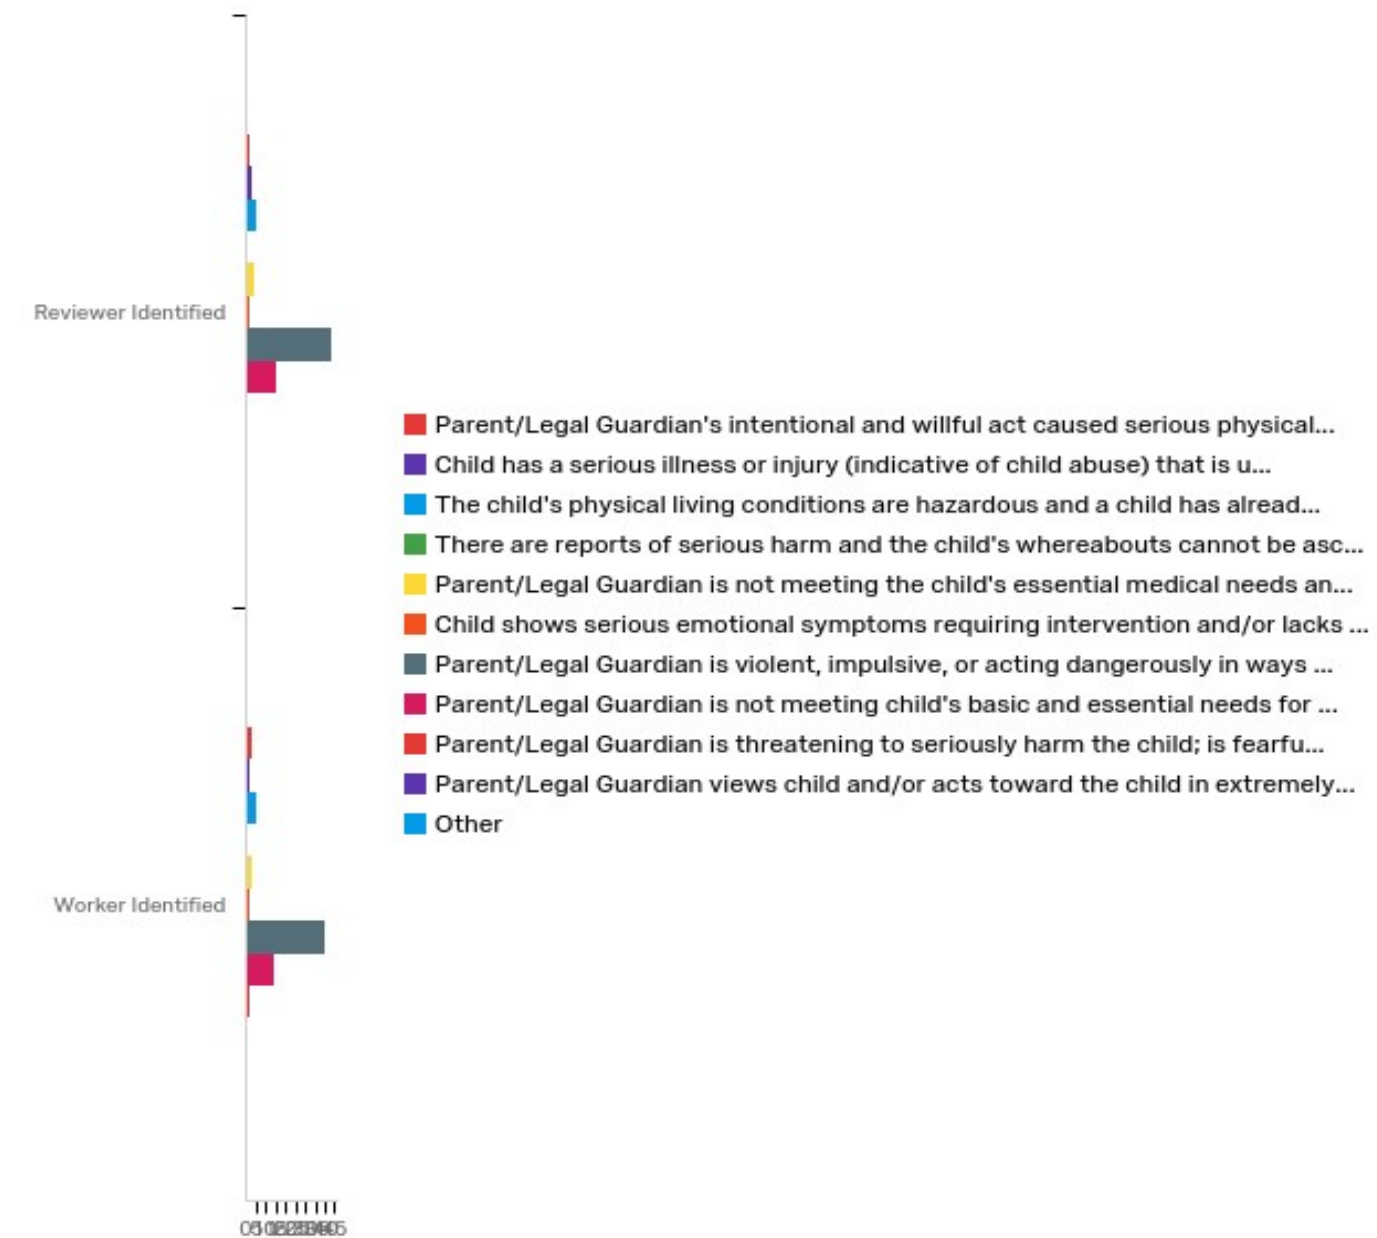 Reviewer Identified
Parent/Legal Guardian's intentional and willful act caused serious physical...
Child has a serious illness or injury (indicative of child abuse) that is u...
The child's physical living conditions are hazardous and a child has alread...
There are reports of serious harm and the child's whereabouts cannot be asc...
Parent/Legal Guardian is not meeting the child's essential medical needs an...
Child shows serious emotional symptoms requiring intervention and/or lacks ...
Parent/Legal Guardian is violent, impulsive, or acting dangerously in ways ...
Parent/Legal Guardian is not meeting child's basic and essential needs for ...
Parent/Legal Guardian is threatening to seriously harm the child; is fearfu...
Parent/Legal Guardian views child and/or acts toward the child in extremely...
Other
Worker Identified